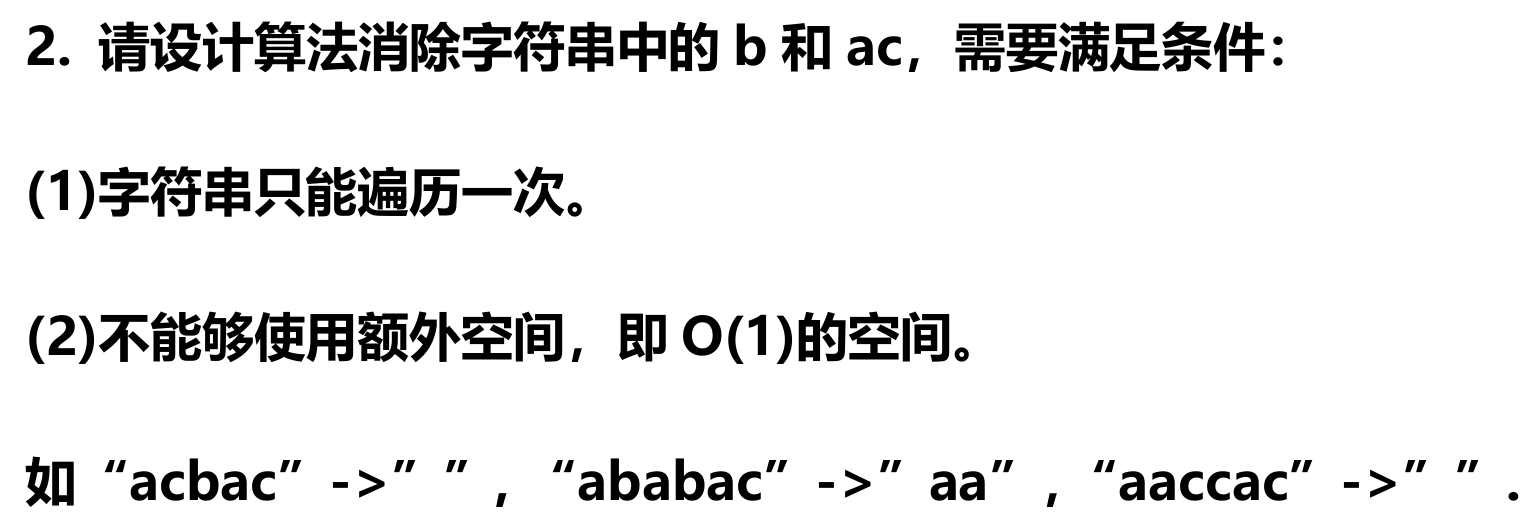 2. 请设计算法消除字符串中的 b 和 ac，需要满足条件：
(1)字符串只能遍历一次。
(2)不能够使用额外空间，即 O(1)的空间。
如“acbac”->” ”，“ababac”->” aa”,“aaccac”->” ”.